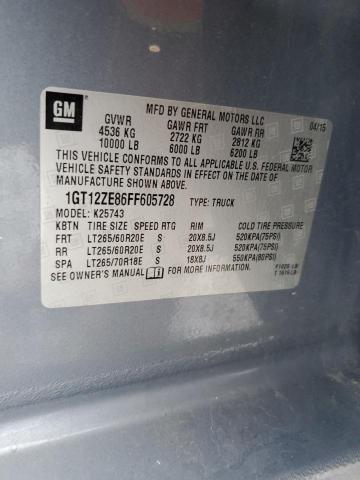 GM
MFD BY GENERAL MOTORS LLC
04/15
GVWR GAWR FRT GAWR RR
4536 KG 2722 KG 2812 KG
10000 LB 6000 LB 6200 LB
THIS VEHICLE CONFORMS TO ALL APPLICABLE U.S. FEDERAL MOTOR
VEHICLE SAFETY STANDARDS IN EFFECT ON THE DATE OF
MANUFACTURE SHOWN ABOVE.
1GT12ZE86FF605728 TYPE: TRUCK
MODEL: K25743
KBTN TIRE SIZE SPEED RTG RIM COLD TIRE PRESSURE
FRT LT265/60R20E S 20X8.5J 520KPA(75PSI)
RR LT265/60R20E S 20X8.5J 520KPA(75PSI)
SPA LT265/70R18E S 18X8J 550KPA(80PSI)
SEE OWNER'S MANUAL FOR MORE INFORMATION.